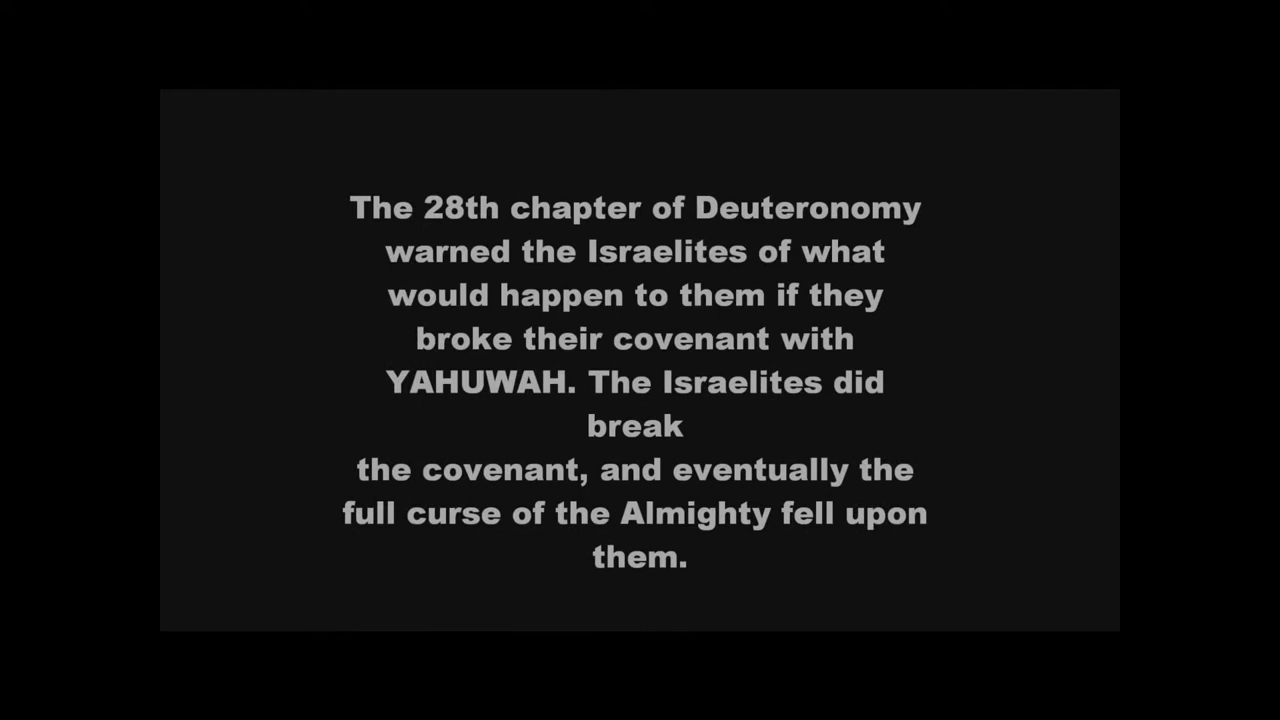 The 28th chapter of Deuteronomy
warned the Israelites of what
would happen to them if they
broke their covenant with
YAHUWAH. The Israelites did
break
the covenant, and eventually the
full curse of the Almighty fell upon
them.